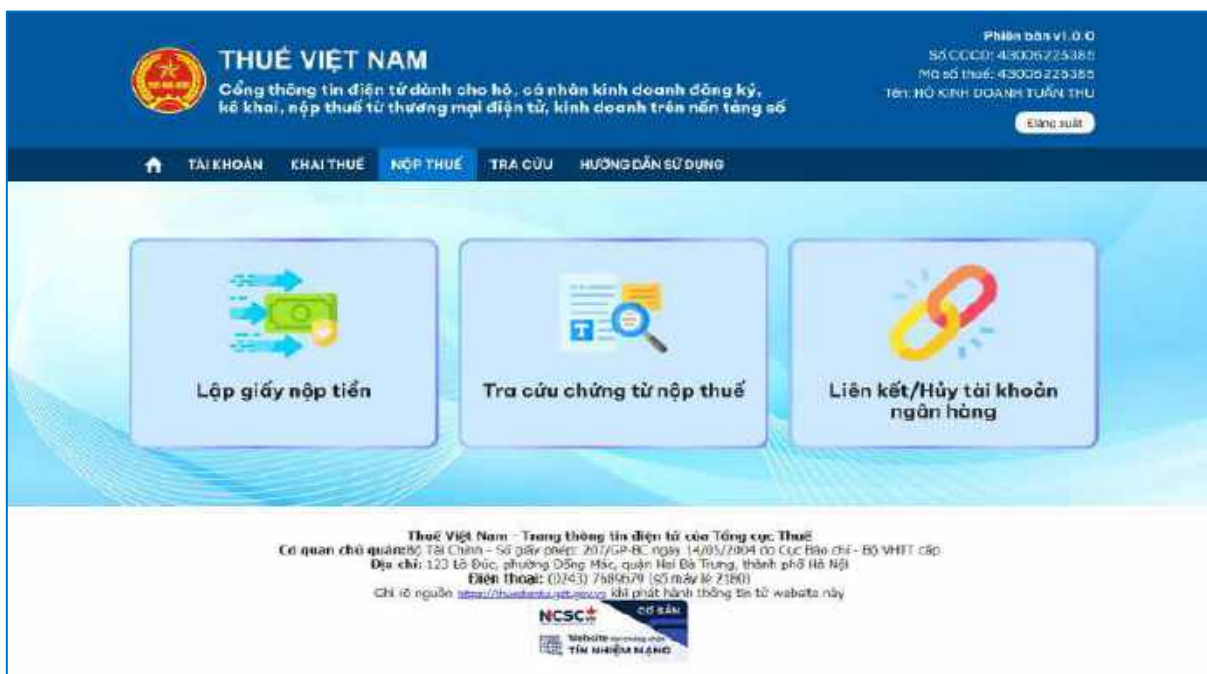 THUẾ VIỆT NAM
Cổng thông tin điện tử dành cho hộ, cá nhân kinh doanh đăng ký,
kê khai, nộp thuế từ thương mại điện tử, kinh doanh trên nền tảng số
Phiên bản v1.0.0
Số CCCD:
Mã số thuế:
Tên: HỘ KINH DOANH TUẤN THU
Đăng xuất
TÀI KHOẢN KHAI THUẾ NỘP THUẾ TRA CỨU HƯỚNG DẪN SỬ DỤNG
Lập giấy nộp tiền
Tra cứu chứng từ nộp thuế
Liên kết/Hủy tài khoản
ngân hàng
Thuế Việt Nam - Trang thông tin điện tử của Tổng cục Thuế
Cơ quan chủ quản: Bộ Tài Chính - Số giấy phép: 207/GP-BC ngày 14/05/2004 do Cục Báo chí - Bộ VHTT cấp
Địa chỉ: 123 Lò Đúc, phường Đống Mác, quận Hai Bà Trưng, thành phố Hà Nội
Điện thoại: (0243) 7689679 (số máy lẻ 2180)
Ghi rõ nguồn khi phát hành thông tin từ website này
NCSC
CƠ BẢN
Website
TÍN NHIỆM MẠNG